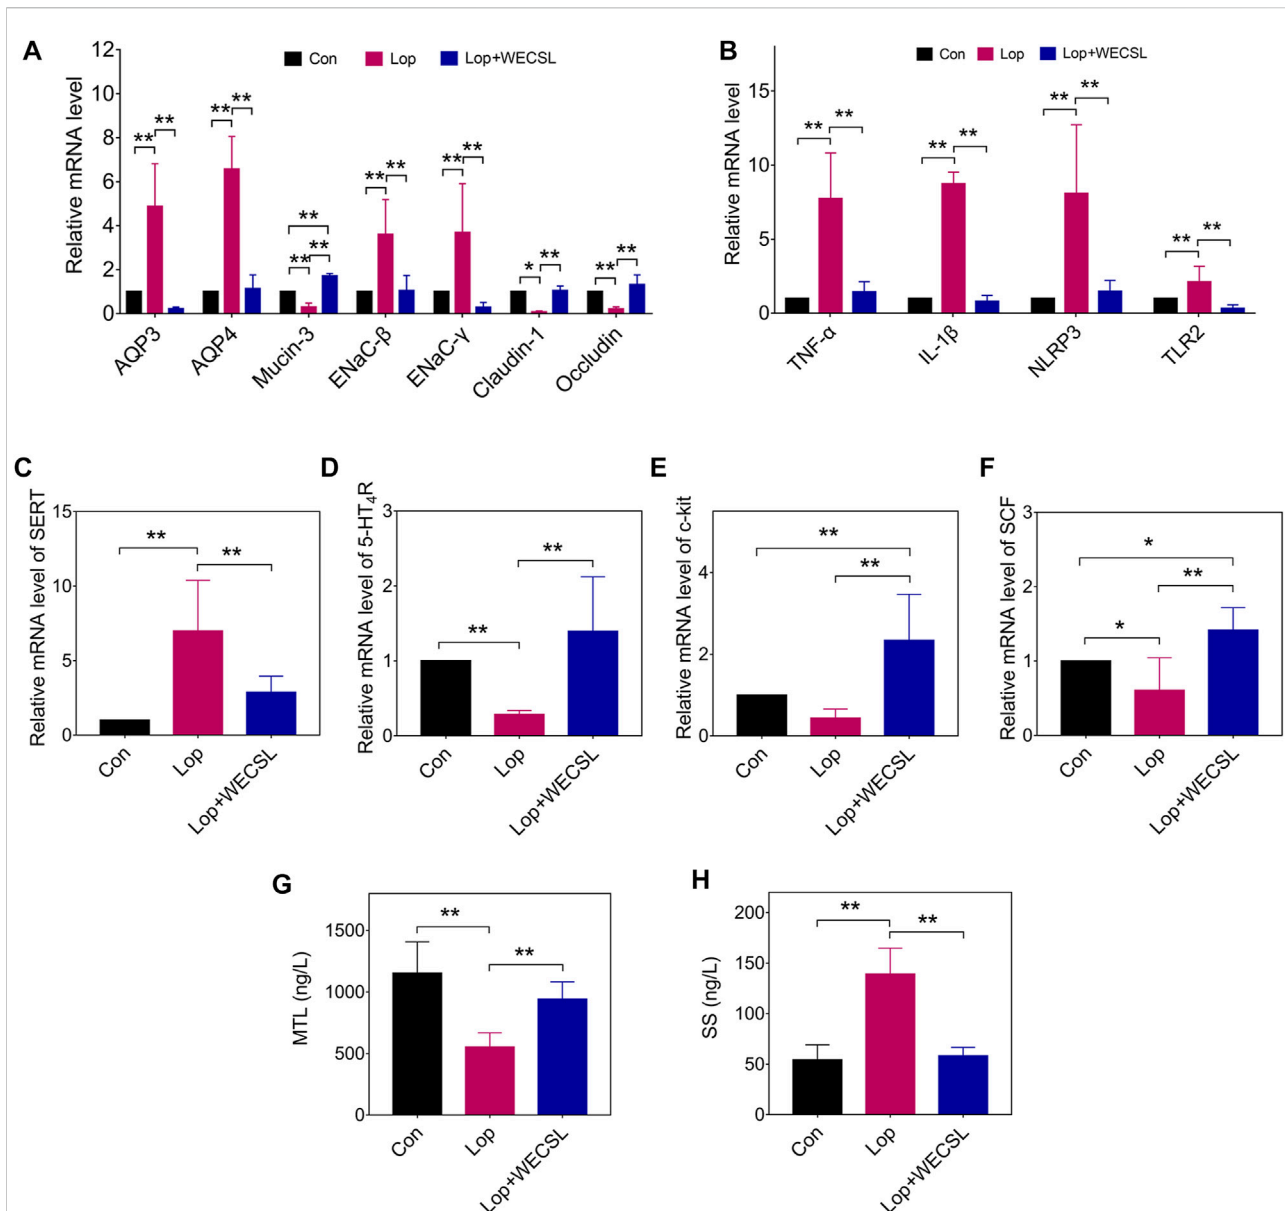 A
Relative mRNA level
12
10
8
6
4
2
0
Con
Lop
Lop+WECSL
**
**
**
**
**
**
**
**
**
**
**
*
**
**
**
AQP3
AQP4
Mucin-3
ENaC-β
ENaC-γ
Claudin-1
Occludin
B
Relative mRNA level
15
10
5
0
Con
Lop
Lop+WECSL
**
**
**
**
**
**
**
**
TNF-α
IL-1β
NLRP3
TLR2
C
Relative mRNA level of SERT
15
10
5
0
**
**
Con
Lop
Lop+WECSL
D
Relative mRNA level of 5-HT₄R
3
2
1
0
**
**
Con
Lop
Lop+WECSL
E
Relative mRNA level of c-kit
4
2
0
**
**
Con
Lop
Lop+WECSL
F
Relative mRNA level of SCF
3
2
1
0
*
**
*
Con
Lop
Lop+WECSL
G
MTL (ng/L)
1500
1000
500
0
**
**
Con
Lop
Lop+WECSL
H
SS (ng/L)
200
150
100
50
0
**
**
Con
Lop
Lop+WECSL